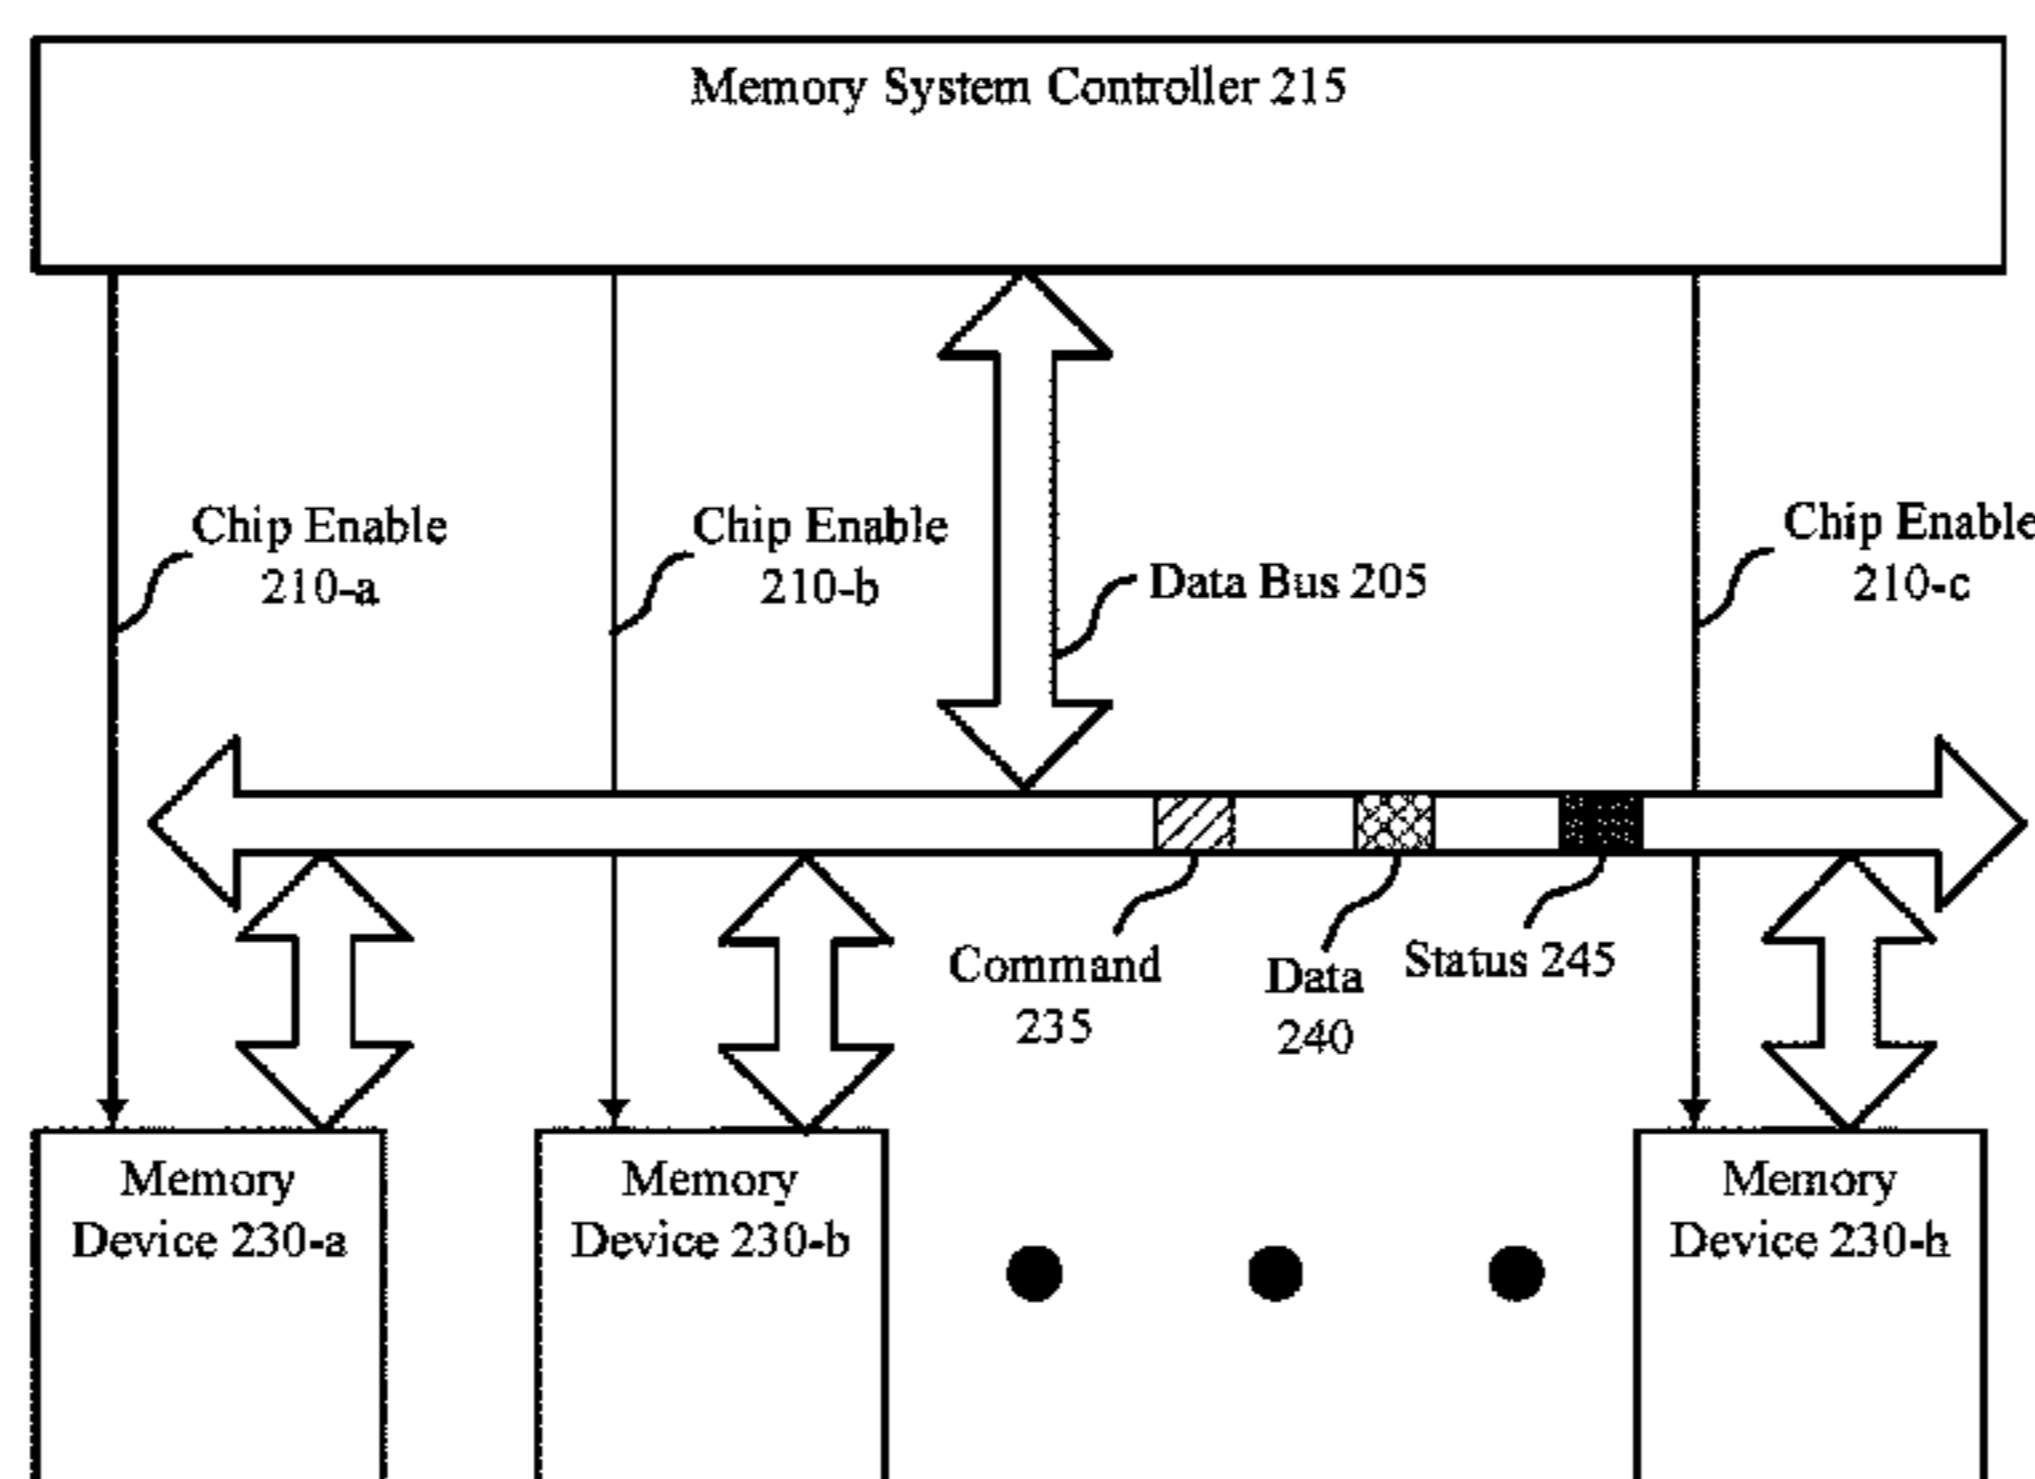 Memory System Controller 215
Chip Enable
210-a
Chip Enable
210-b
Data Bus 205
Chip Enable
210-c
Command
235
Data
240
Status 245
Memory
Device 230-a
Memory
Device 230-b
Memory
Device 230-h